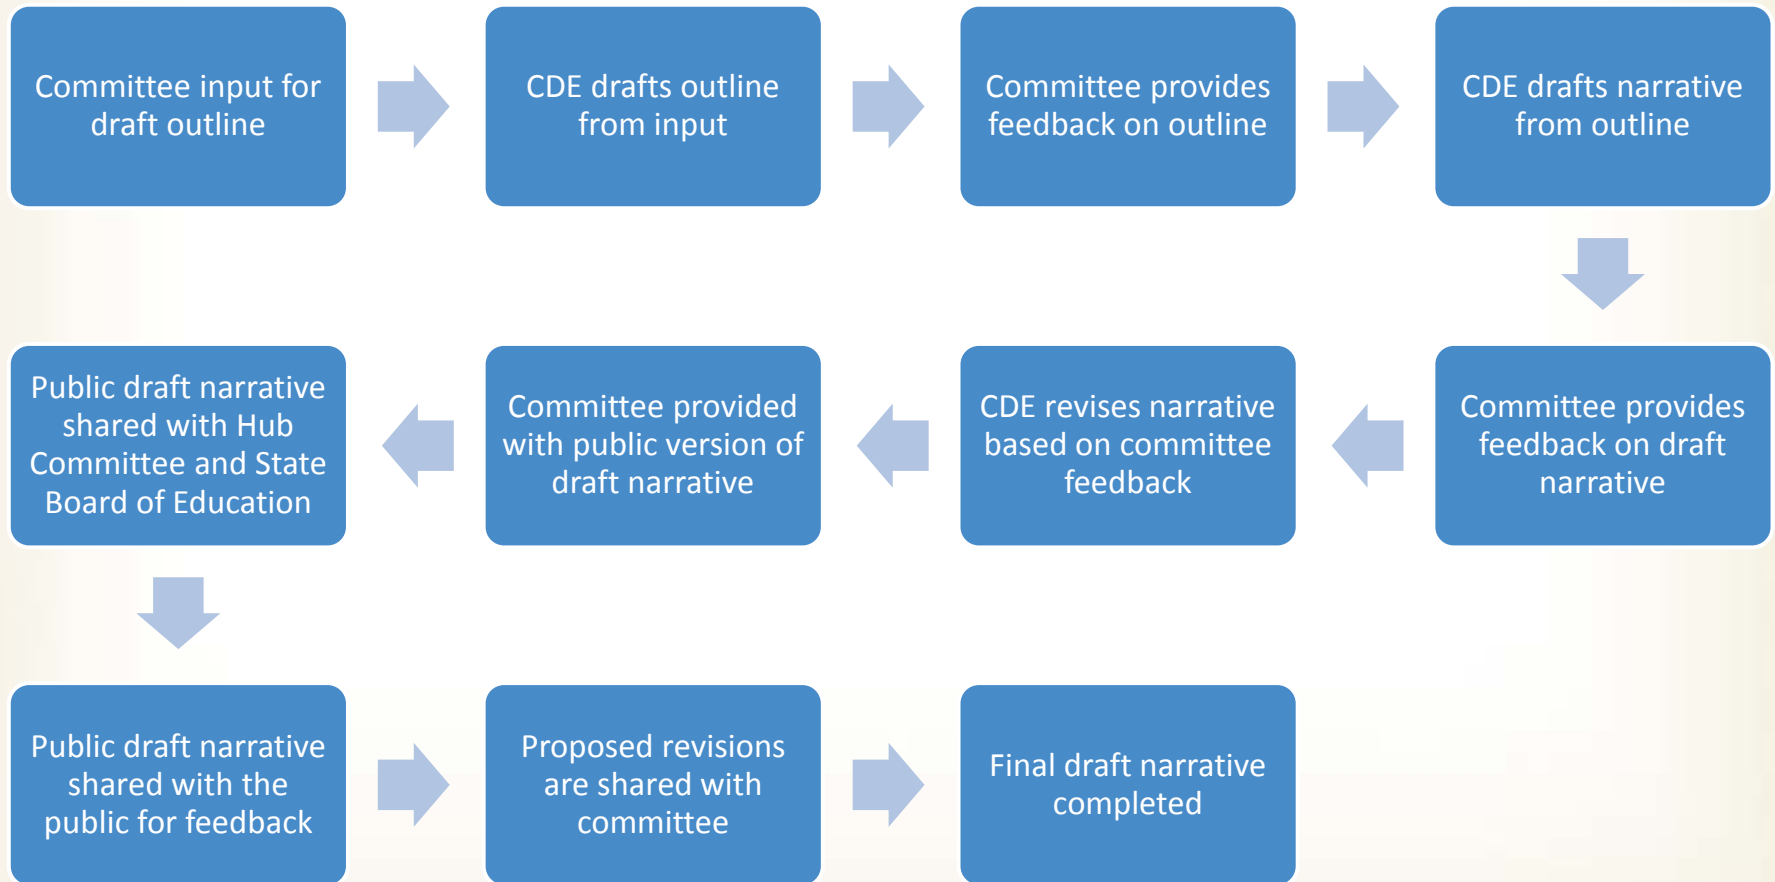 Committee input for
draft outline
CDE drafts outline
from input
Committee provides
feedback on outline
CDE drafts narrative
from outline
Committee provides
feedback on draft
narrative
CDE revises narrative
based on committee
feedback
Committee provided
with public version of
draft narrative
Public draft narrative
shared with Hub
Committee and State
Board of Education
Public draft narrative
shared with the
public for feedback
Proposed revisions
are shared with
committee
Final draft narrative
completed